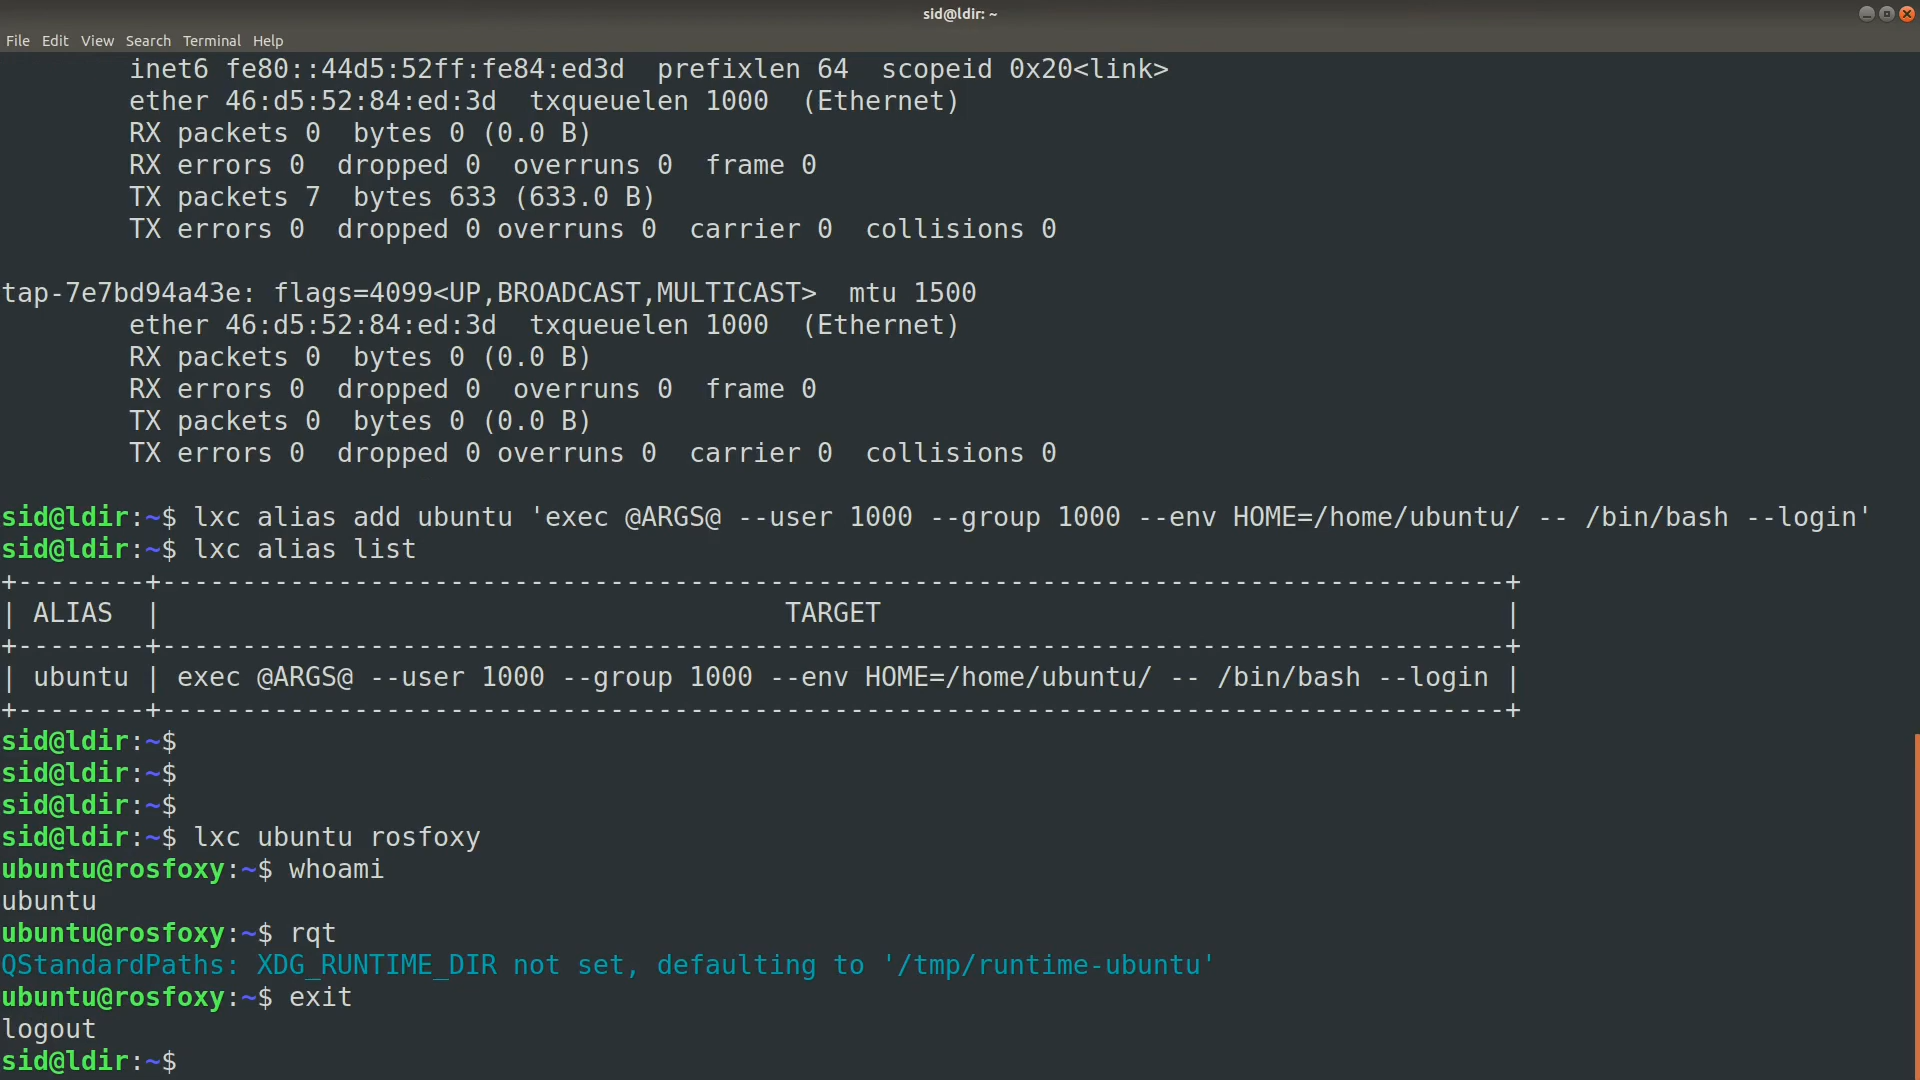 sid@ldir: ~
File Edit View Search Terminal Help
inet6 fe80::44d5:52ff:fe84:ed3d  prefixlen 64  scopeid 0x20<link>
ether 46:d5:52:84:ed:3d  txqueuelen 1000  (Ethernet)
RX packets 0  bytes 0 (0.0 B)
RX errors 0  dropped 0  overruns 0  frame 0
TX packets 7  bytes 633 (633.0 B)
TX errors 0  dropped 0 overruns 0  carrier 0  collisions 0
tap-7e7bd94a43e: flags=4099<UP,BROADCAST,MULTICAST>  mtu 1500
ether 46:d5:52:84:ed:3d  txqueuelen 1000  (Ethernet)
RX packets 0  bytes 0 (0.0 B)
RX errors 0  dropped 0  overruns 0  frame 0
TX packets 0  bytes 0 (0.0 B)
TX errors 0  dropped 0 overruns 0  carrier 0  collisions 0
sid@ldir:~$ lxc alias add ubuntu 'exec @ARGS@ --user 1000 --group 1000 --env HOME=/home/ubuntu/ -- /bin/bash --login'
sid@ldir:~$ lxc alias list
+--------+------------------------------------------------------------------------------------+
| ALIAS  |                                       TARGET                                       |
+--------+------------------------------------------------------------------------------------+
| ubuntu | exec @ARGS@ --user 1000 --group 1000 --env HOME=/home/ubuntu/ -- /bin/bash --login |
+--------+------------------------------------------------------------------------------------+
sid@ldir:~$
sid@ldir:~$
sid@ldir:~$
sid@ldir:~$ lxc ubuntu rosfoxy
ubuntu@rosfoxy:~$ whoami
ubuntu
ubuntu@rosfoxy:~$ rqt
QStandardPaths: XDG_RUNTIME_DIR not set, defaulting to '/tmp/runtime-ubuntu'
ubuntu@rosfoxy:~$ exit
logout
sid@ldir:~$